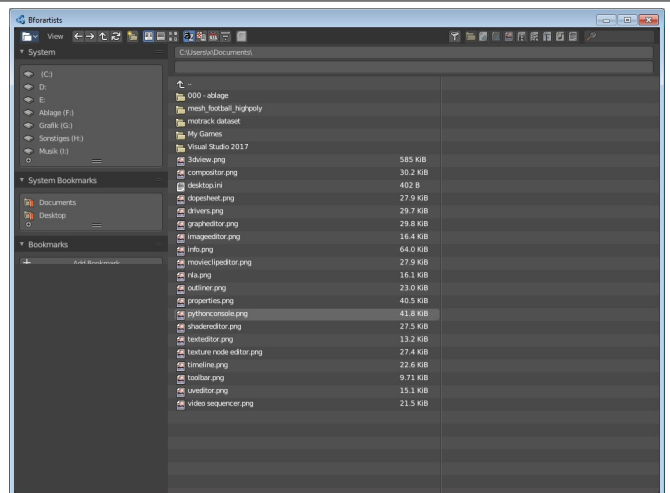 Bforartists
View
System
C:\Users\x\Documents\
(C:)
D:
E:
Ablage (F:)
Grafik (G:)
Sonstiges (H:)
Musik (I:)
System Bookmarks
Documents
Desktop
Bookmarks
Add Bookmark
..
000 - ablage
mesh_football_highpoly
motrack dataset
My Games
Visual Studio 2017
3dview.png 585 KiB
compositor.png 30.2 KiB
desktop.ini 402 B
dopesheet.png 27.9 KiB
drivers.png 29.7 KiB
grapheditor.png 29.8 KiB
imageeditor.png 16.4 KiB
info.png 64.0 KiB
movieclipeditor.png 27.9 KiB
nla.png 16.1 KiB
outliner.png 23.0 KiB
properties.png 40.5 KiB
pythonconsole.png 41.8 KiB
shadereditor.png 27.5 KiB
texteditor.png 13.2 KiB
texture node editor.png 27.4 KiB
timeline.png 22.6 KiB
toolbar.png 9.71 KiB
uveditor.png 15.1 KiB
video sequencer.png 21.5 KiB